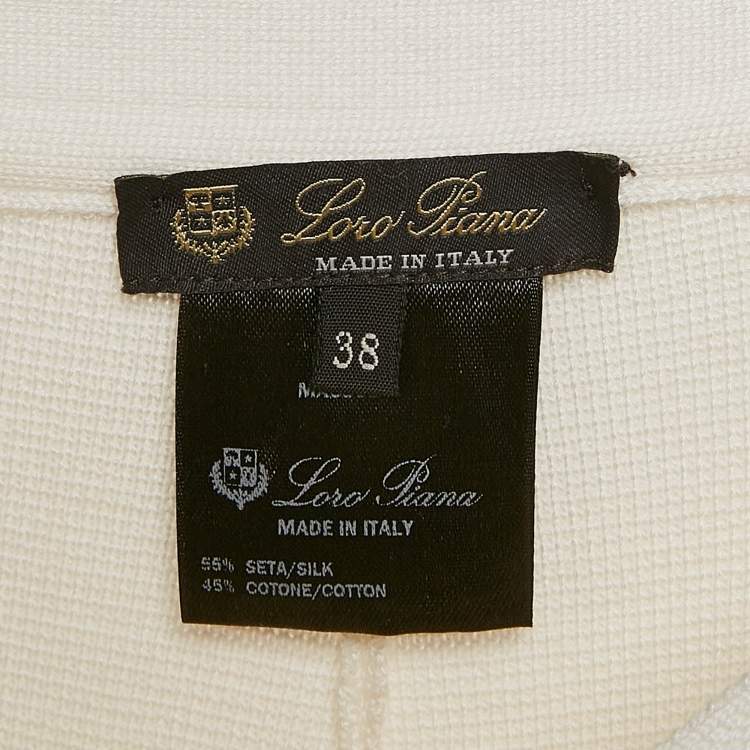 Loro Piana
MADE IN ITALY
38
Loro Piana
MADE IN ITALY
55% SETA/SILK
45% COTONE/COTTON